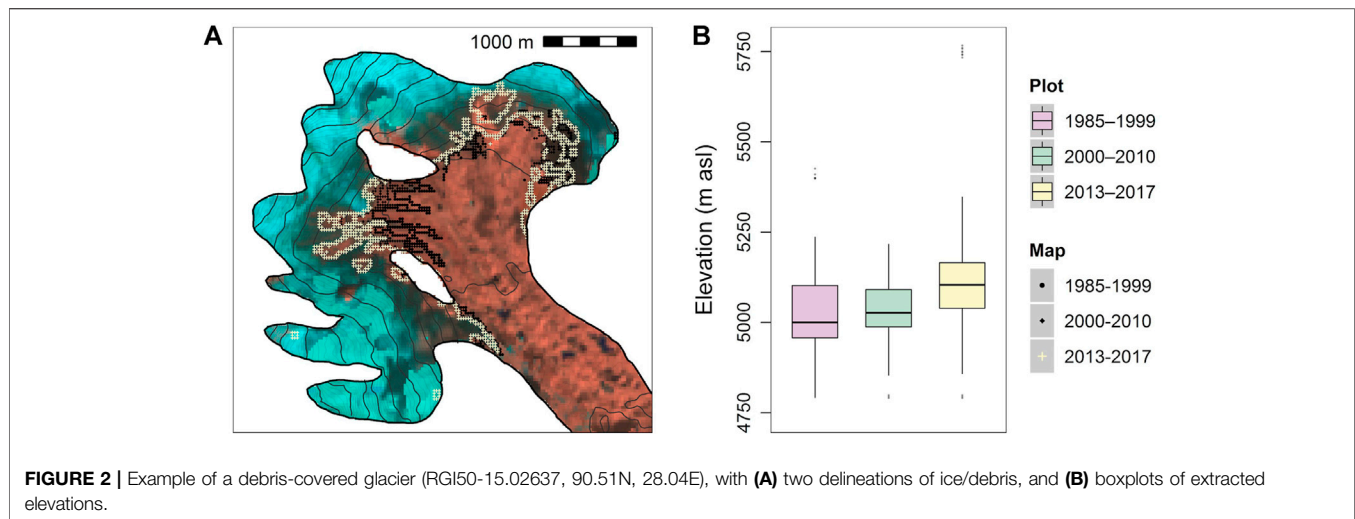 A
1000 m
B
Elevation (m asl)
5750
5500
5250
5000
4750
Plot
1985–1999
2000–2010
2013–2017
Map
1985-1999
2000-2010
2013-2017
FIGURE 2 | Example of a debris-covered glacier (RGI50-15.02637, 90.51N, 28.04E), with (A) two delineations of ice/debris, and (B) boxplots of extracted
elevations.